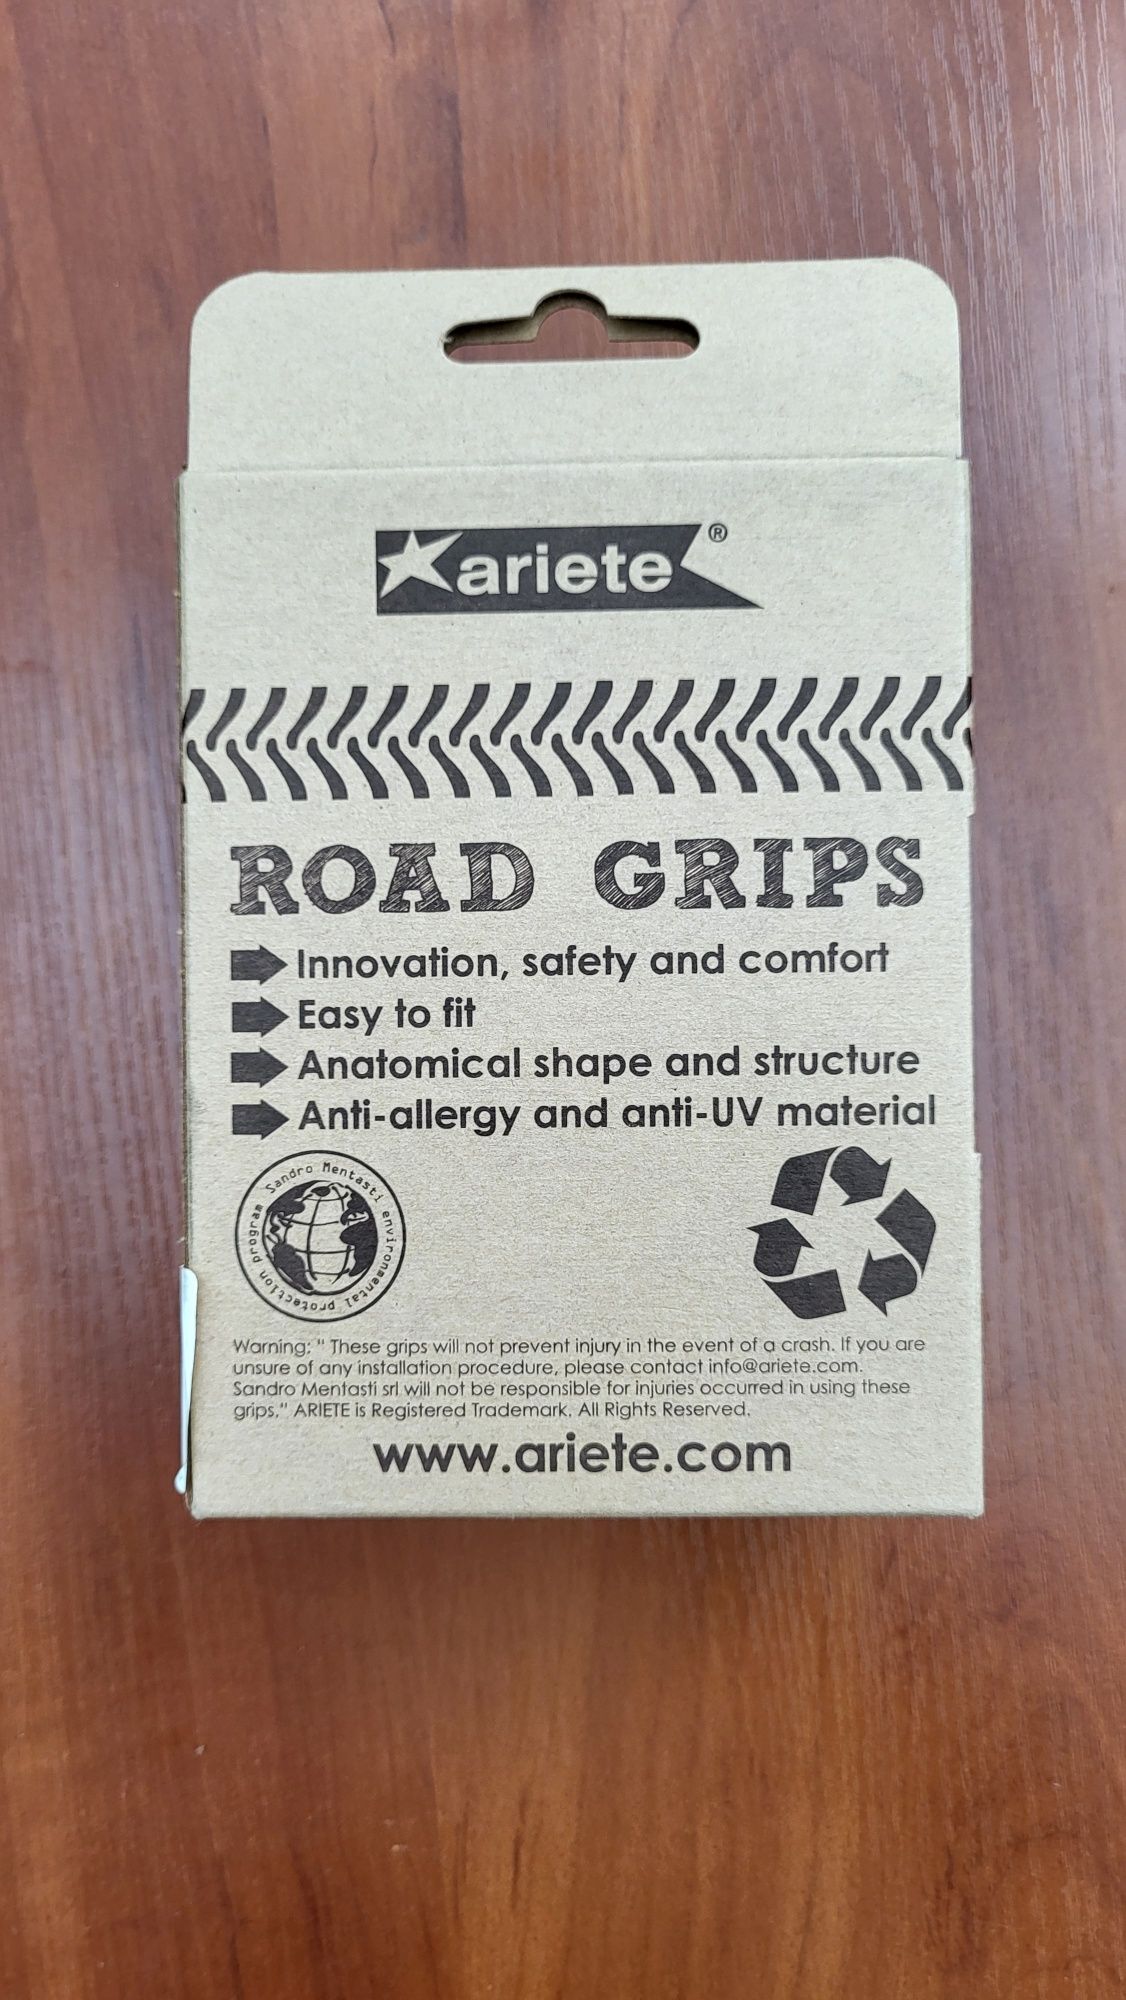 ariete®
ROAD GRIPS
Innovation, safety and comfort
Easy to fit
Anatomical shape and structure
Anti-allergy and anti-UV material
Sandro Mentasti environmental protection program
Warning: " These grips will not prevent injury in the event of a crash. If you are
unsure of any installation procedure, please contact info@ariete.com.
Sandro Mentasti srl will not be responsible for injuries occurred in using these
grips." ARIETE is Registered Trademark. All Rights Reserved.
www.ariete.com